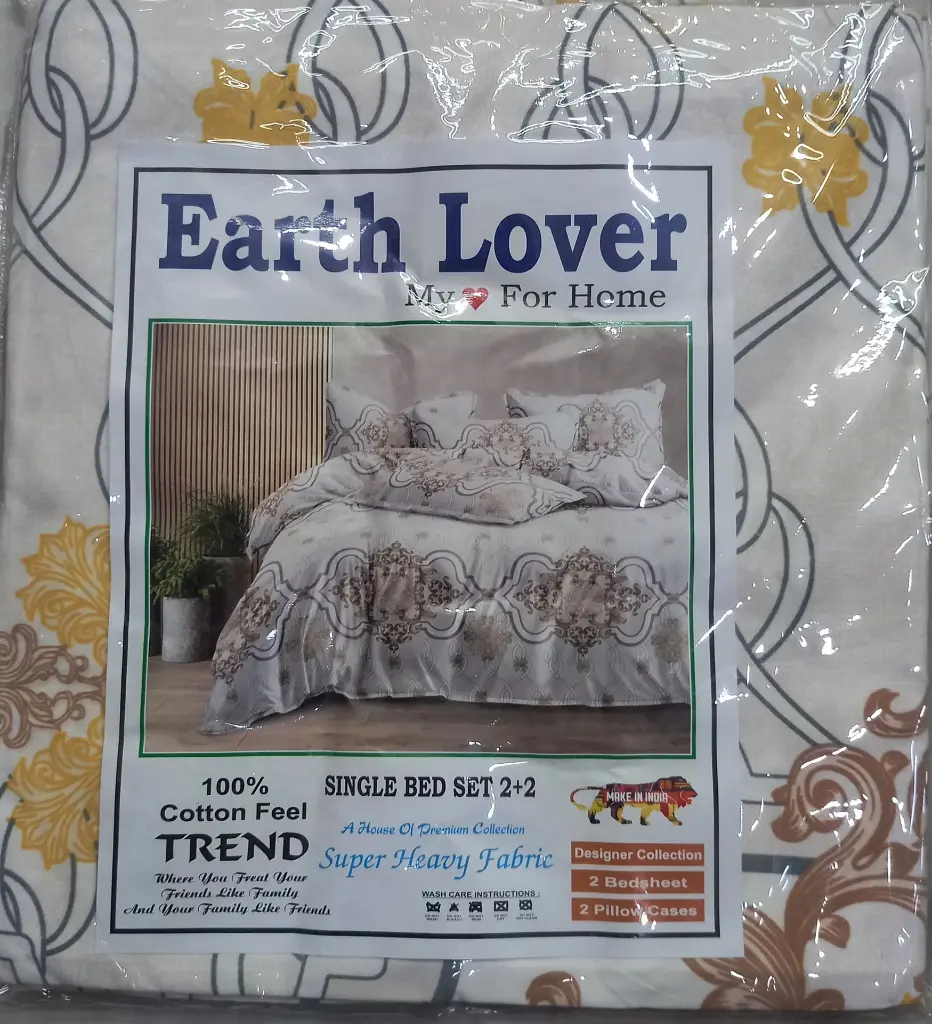 Earth Lover
My ❤ For Home
100%
Cotton Feel
TREND
Where You Treat Your
Friends Like Family
And Your Family Like Friends
SINGLE BED SET 2+2
A House Of Premium Collection
Super Heavy Fabric
WASH CARE INSTRUCTIONS :
MAKE IN INDIA
Designer Collection
2 Bedsheet
2 Pillow Cases